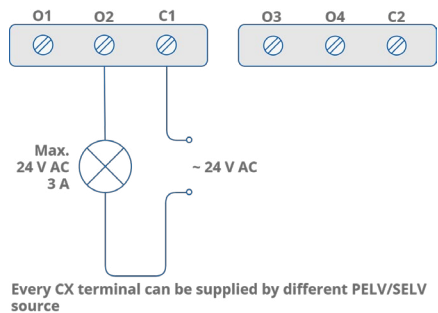 O1 O2 C1 O3 O4 C2
Max.
24 V AC
3 A
~ 24 V AC
Every CX terminal can be supplied by different PELV/SELV
source